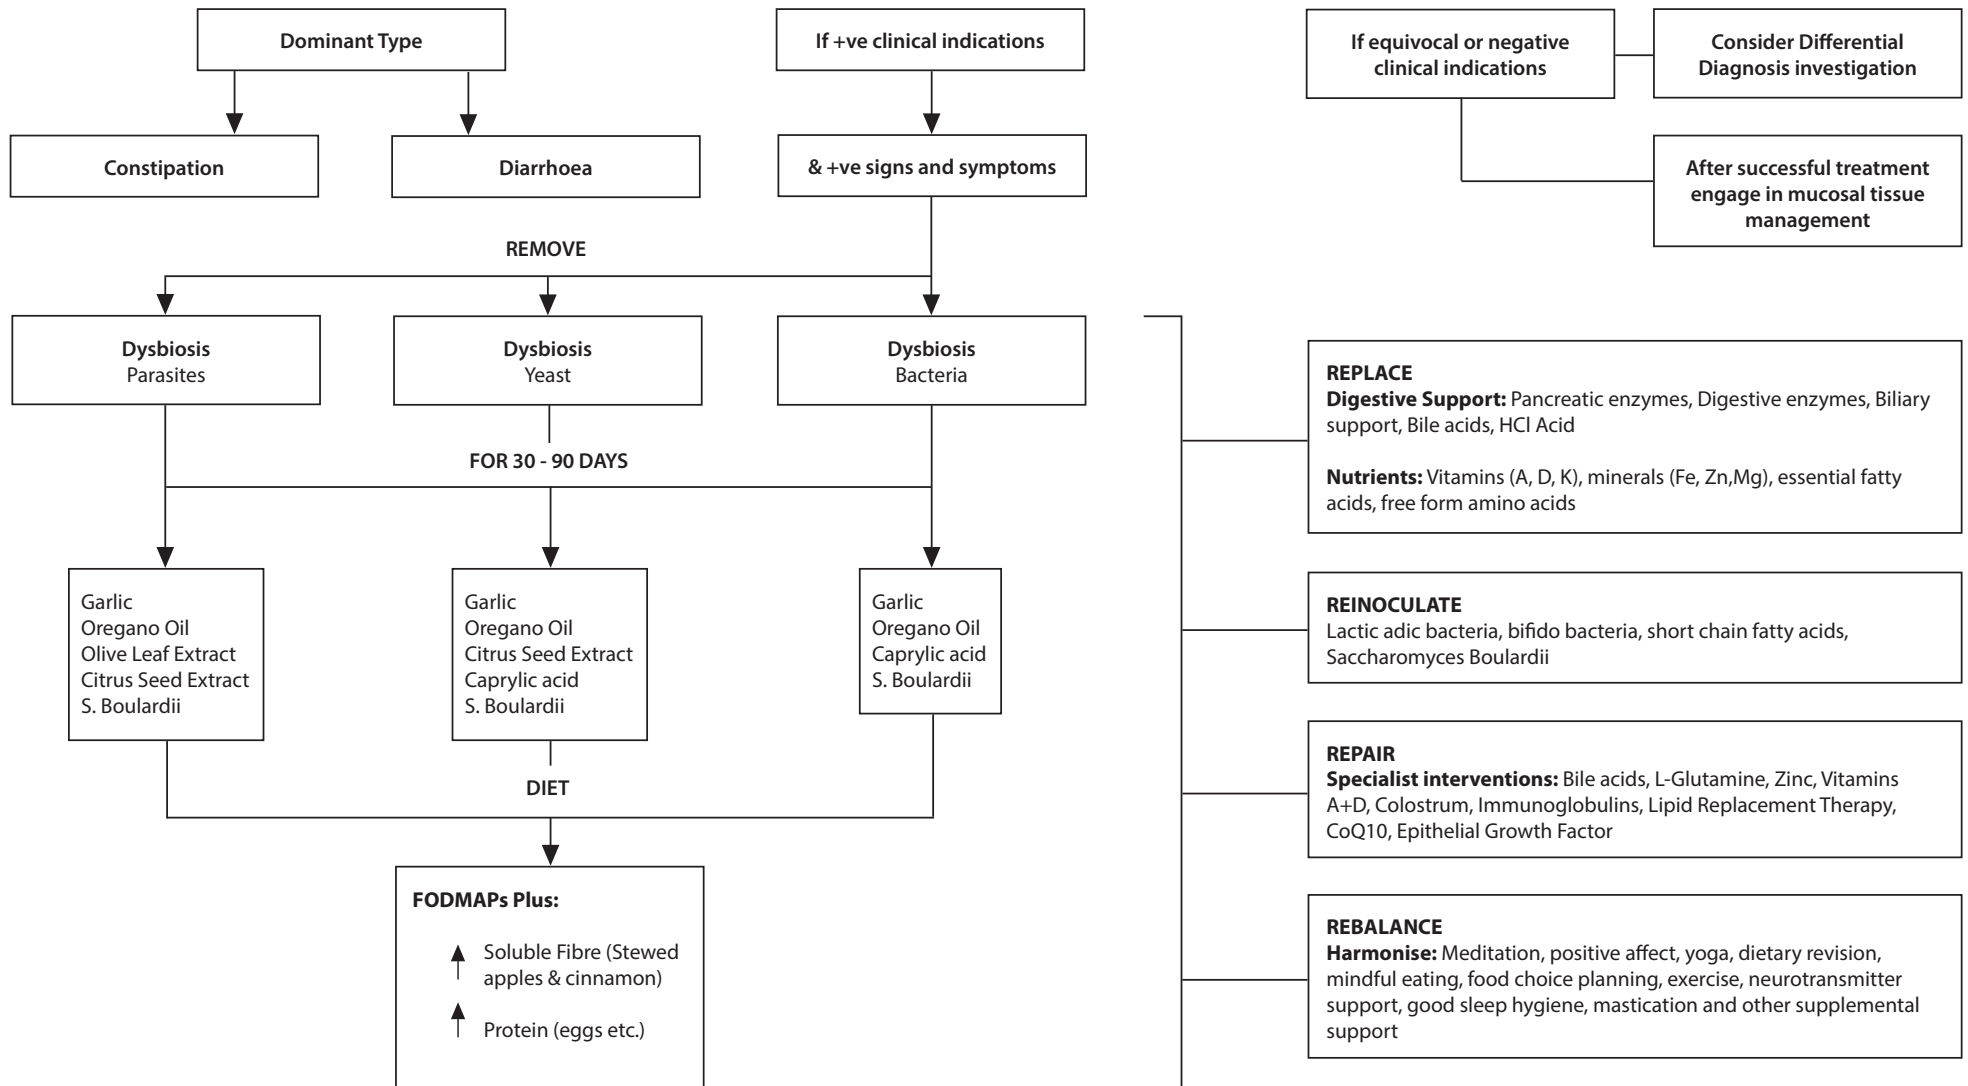 Dominant Type
If +ve clinical indications
If equivocal or negative
clinical indications
Consider Differential
Diagnosis investigation
Constipation
Diarrhoea
& +ve signs and symptoms
After successful treatment
engage in mucosal tissue
management
REMOVE
Dysbiosis
Parasites
Dysbiosis
Yeast
Dysbiosis
Bacteria
FOR 30 - 90 DAYS
Garlic
Oregano Oil
Olive Leaf Extract
Citrus Seed Extract
S. Boulardii
Garlic
Oregano Oil
Citrus Seed Extract
Caprylic acid
S. Boulardii
Garlic
Oregano Oil
Caprylic acid
S. Boulardii
DIET
FODMAPs Plus:
Soluble Fibre (Stewed
apples & cinnamon)
Protein (eggs etc.)
REPLACE
Digestive Support: Pancreatic enzymes, Digestive enzymes, Biliary
support, Bile acids, HCl Acid
Nutrients: Vitamins (A, D, K), minerals (Fe, Zn,Mg), essential fatty
acids, free form amino acids
REINOCULATE
Lactic adic bacteria, bifido bacteria, short chain fatty acids,
Saccharomyces Boulardii
REPAIR
Specialist interventions: Bile acids, L-Glutamine, Zinc, Vitamins
A+D, Colostrum, Immunoglobulins, Lipid Replacement Therapy,
CoQ10, Epithelial Growth Factor
REBALANCE
Harmonise: Meditation, positive affect, yoga, dietary revision,
mindful eating, food choice planning, exercise, neurotransmitter
support, good sleep hygiene, mastication and other supplemental
support